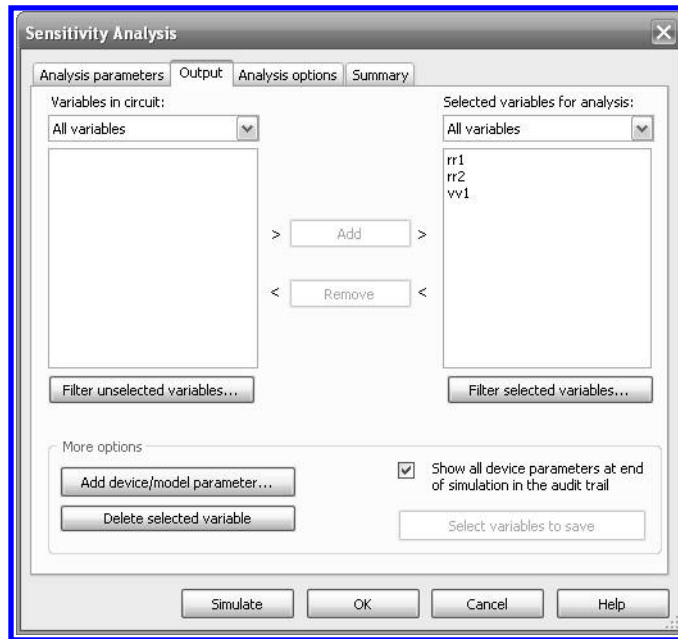 Sensitivity Analysis
Analysis parameters Output Analysis options Summary
Variables in circuit:
Selected variables for analysis:
All variables
All variables
rr1
rr2
vv1
> Add >
< Remove <
Filter unselected variables...
Filter selected variables...
More options
Add device/model parameter...
Show all device parameters at end
of simulation in the audit trail
Delete selected variable
Select variables to save
Simulate OK Cancel Help